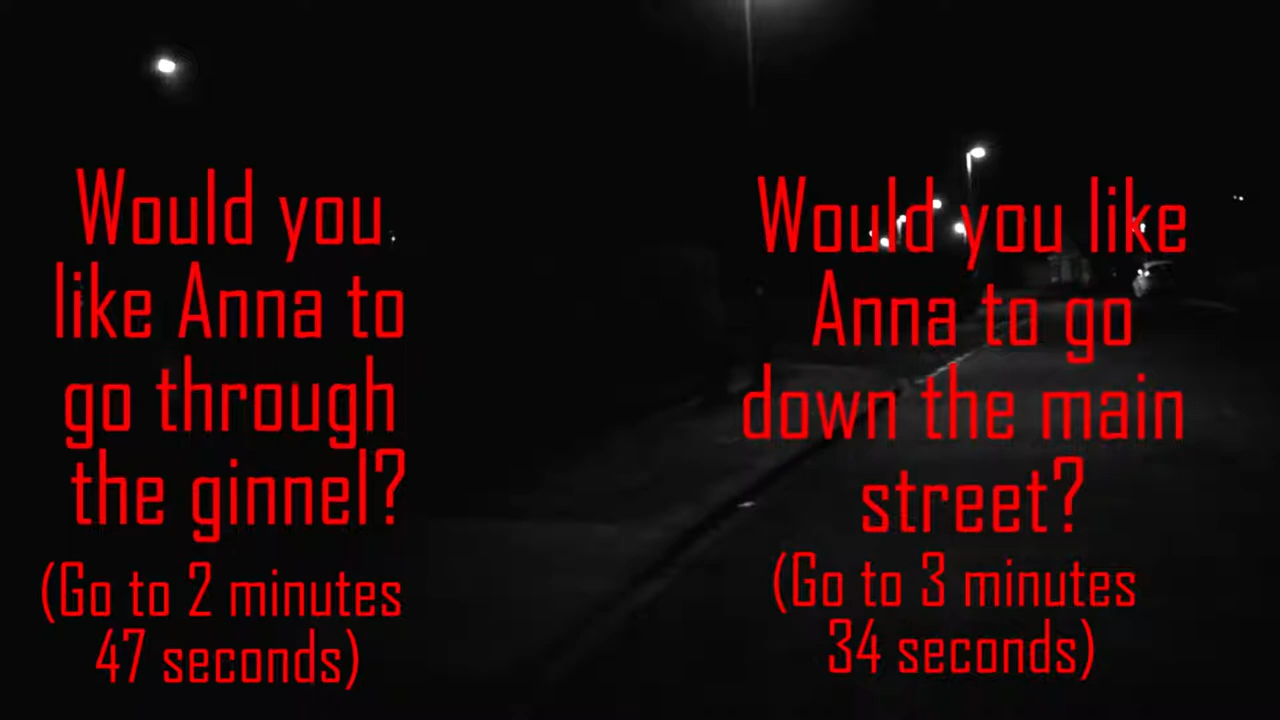 Would you
like Anna to
go through
the ginnel?
(Go to 2 minutes
47 seconds)
Would you like
Anna to go
down the main
street?
(Go to 3 minutes
34 seconds)